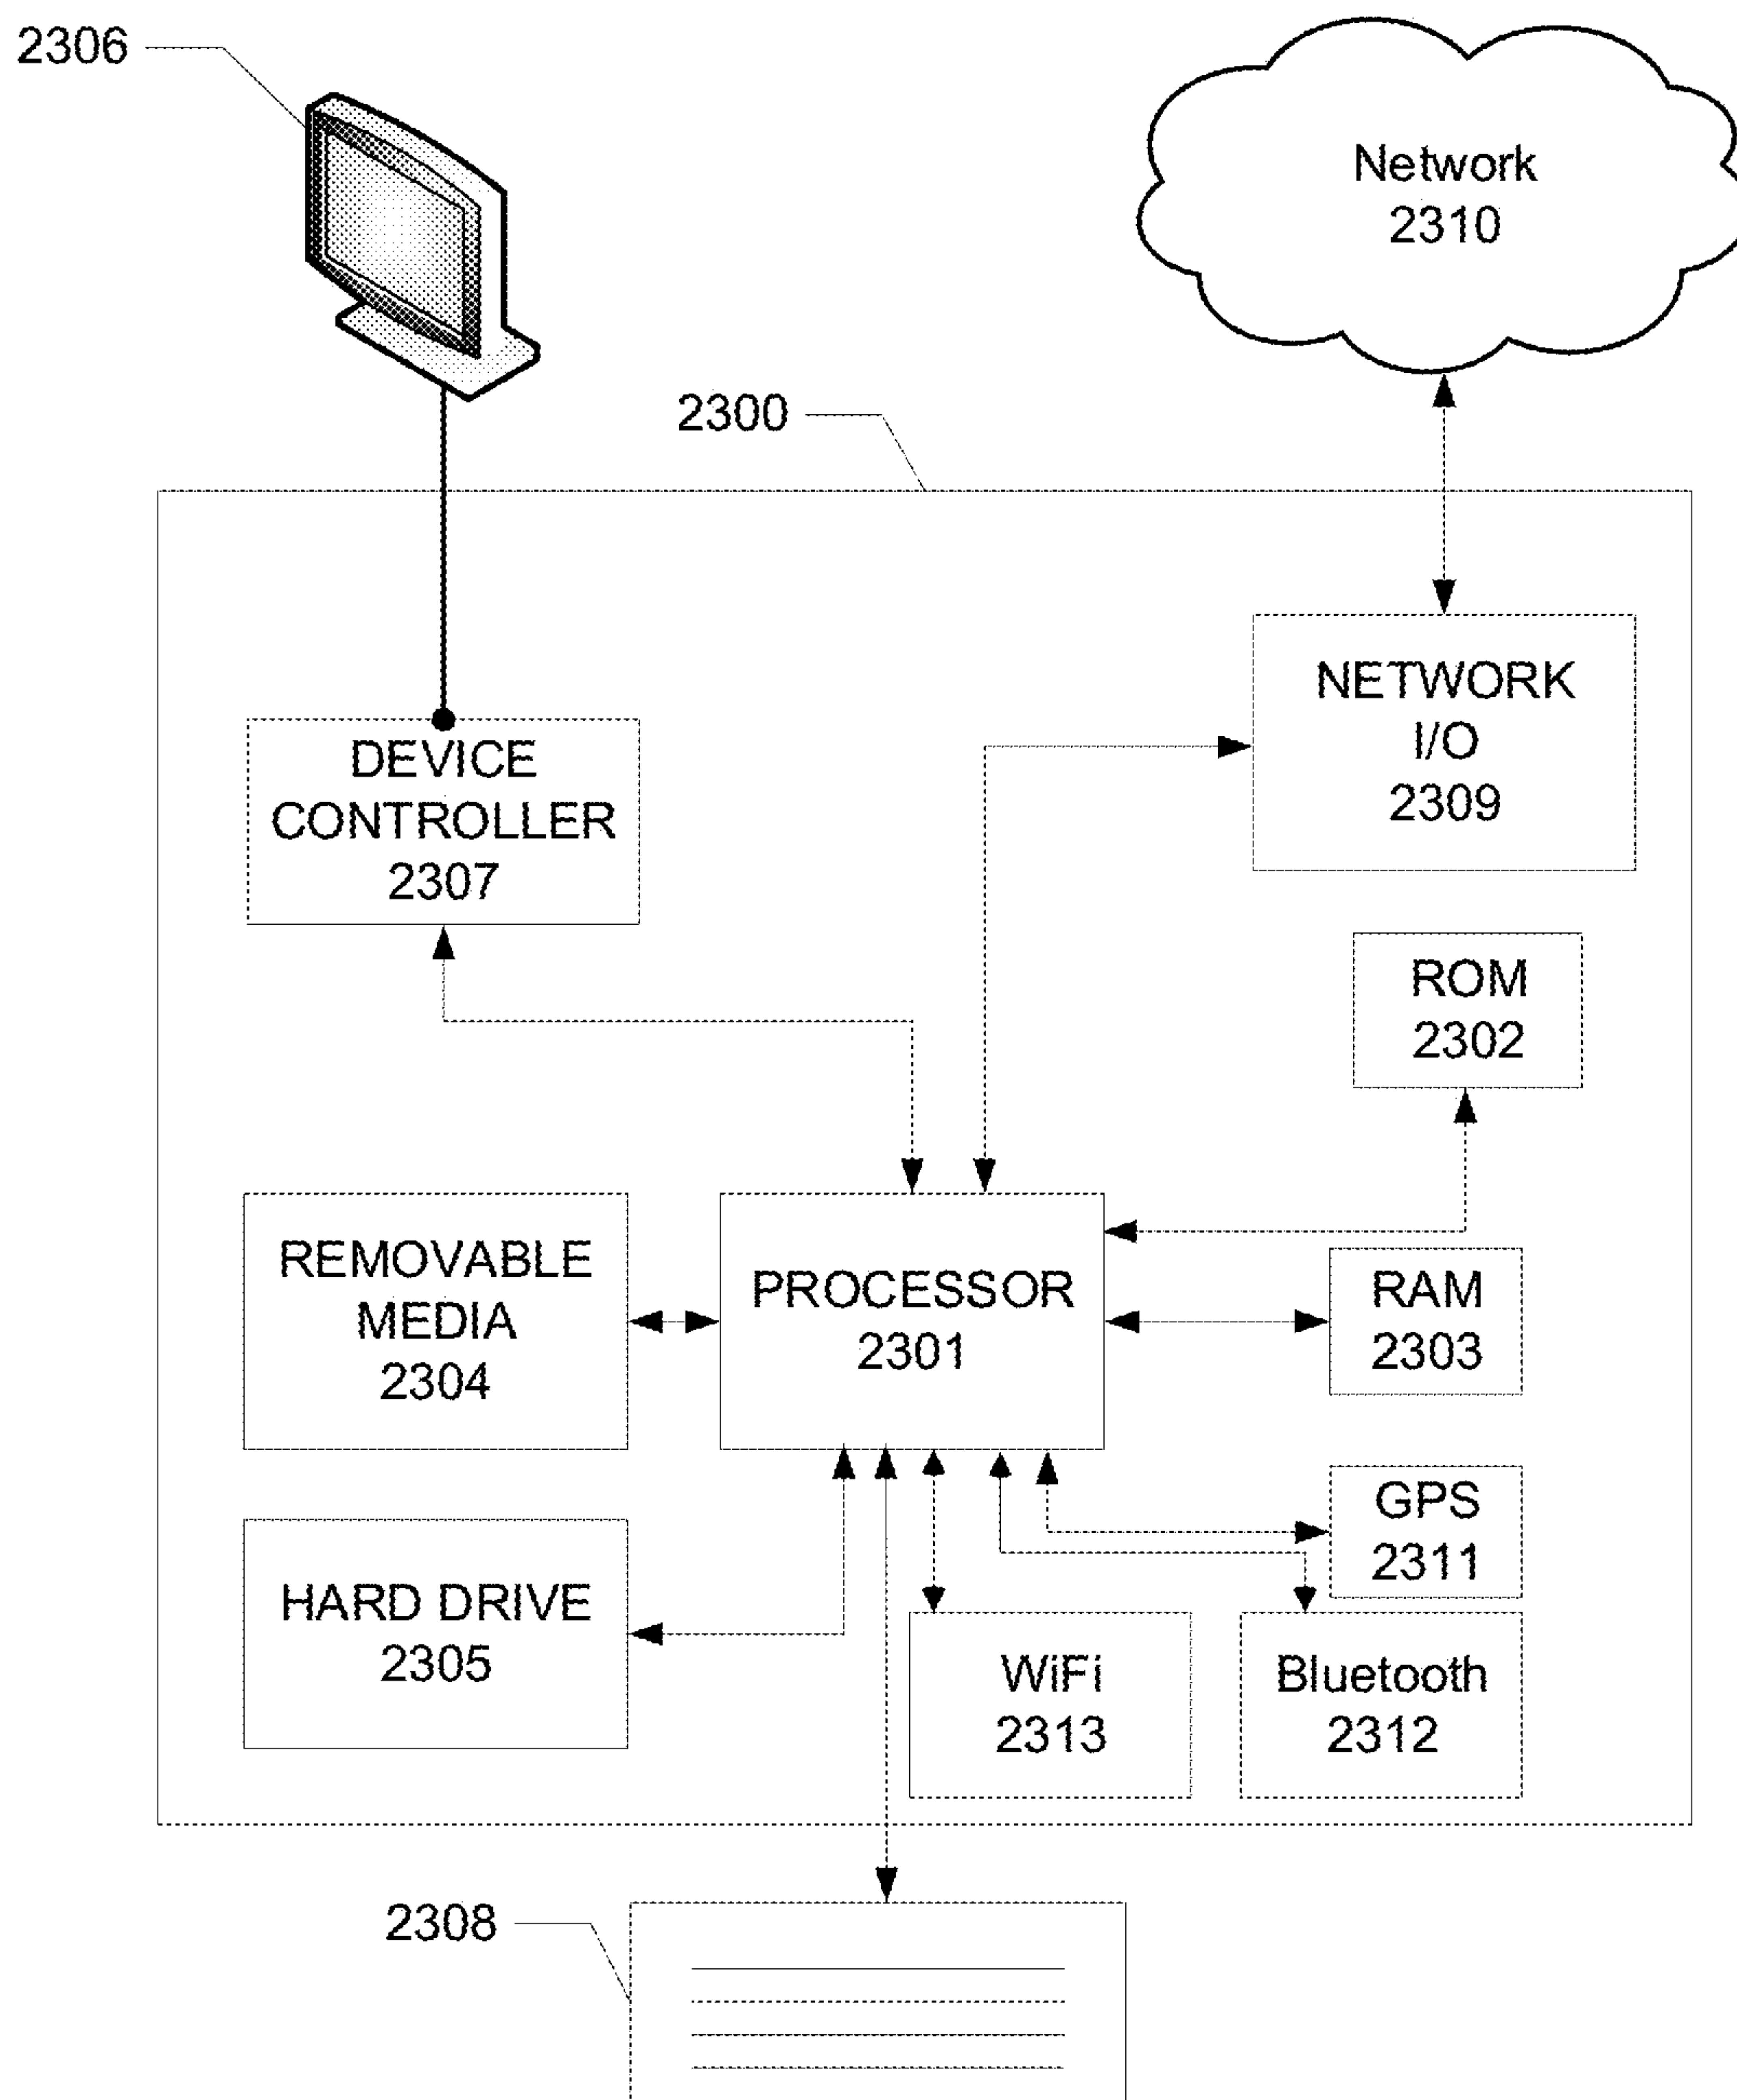 2306
Network
2310
2300
NETWORK
I/O
2309
DEVICE
CONTROLLER
2307
ROM
2302
REMOVABLE
MEDIA
2304
PROCESSOR
2301
RAM
2303
GPS
2311
HARD DRIVE
2305
WiFi
2313
Bluetooth
2312
2308